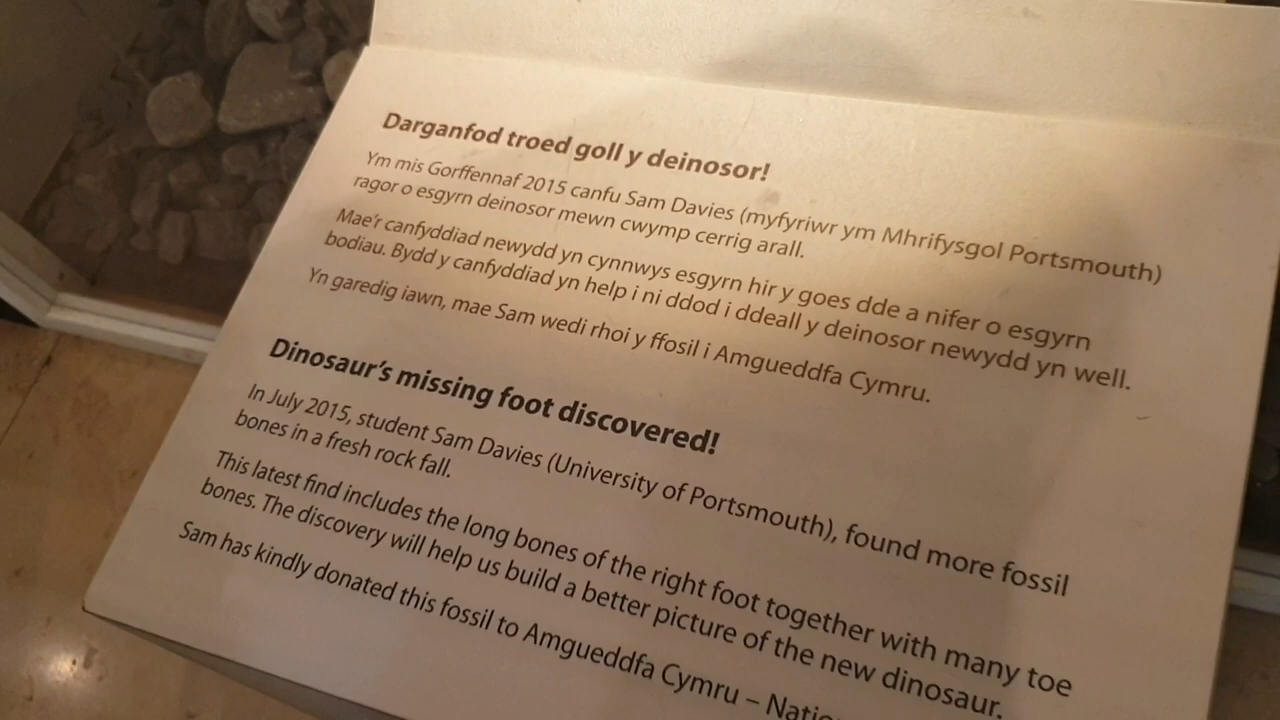 Darganfod troed goll y deinosor!
Ym mis Gorffennaf 2015 canfu Sam Davies (myfyriwr ym Mhrifysgol Portsmouth)
ragor o esgyrn deinosor mewn cwymp cerrig arall.
Mae'r canfyddiad newydd yn cynnwys esgyrn hir y goes dde a nifer o esgyrn
bodiau. Bydd y canfyddiad yn help i ni ddod i ddeall y deinosor newydd yn well.
Yn garedig iawn, mae Sam wedi rhoi y ffosil i Amgueddfa Cymru.
Dinosaur's missing foot discovered!
In July 2015, student Sam Davies (University of Portsmouth), found more fossil
bones in a fresh rock fall.
This latest find includes the long bones of the right foot together with many toe
bones. The discovery will help us build a better picture of the new dinosaur.
Sam has kindly donated this fossil to Amgueddfa Cymru –